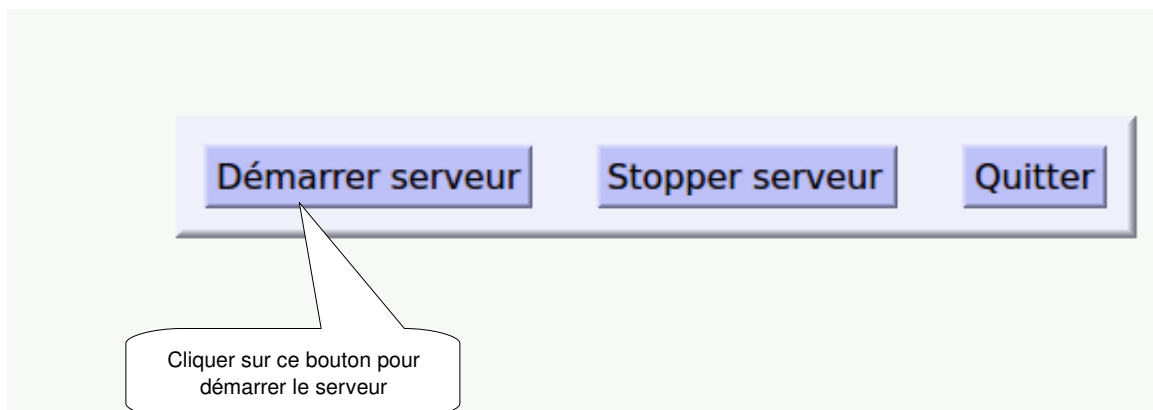 Démarrer serveur
Stopper serveur
Quitter
Cliquer sur ce bouton pour
démarrer le serveur